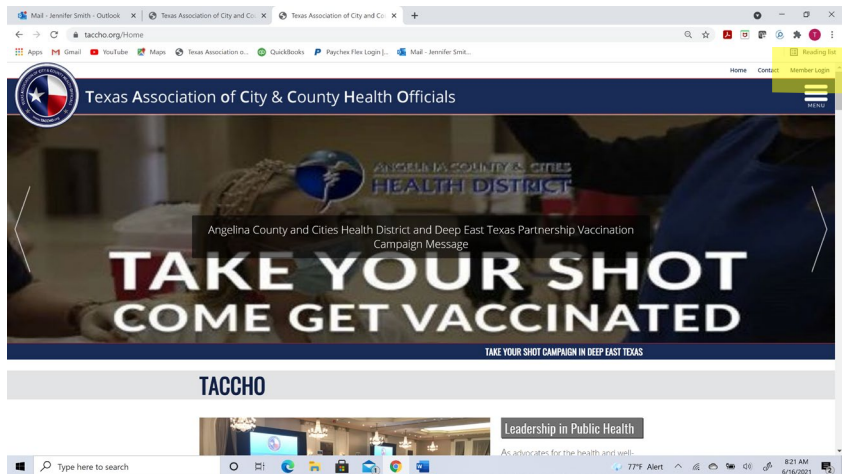 Mail - Jennifer Smith - Outlook
Texas Association of City and Co
Texas Association of City and Co
taccho.org/Home
Apps
Gmail
YouTube
Maps
Texas Association o...
QuickBooks
Paychex Flex Login |...
Mail - Jennifer Smit...
Reading list
Home Contact Member Login
Texas Association of City & County Health Officials
MENU
ANGELINA COUNTY & CITIES
HEALTH DISTRICT
Angelina County and Cities Health District and Deep East Texas Partnership Vaccination
Campaign Message
TAKE YOUR SHOT
COME GET VACCINATED
TAKE YOUR SHOT CAMPAIGN IN DEEP EAST TEXAS
TACCHO
Leadership in Public Health
As advocates for the health and well-
Type here to search
77°F Alert
8:21 AM
6/16/2021